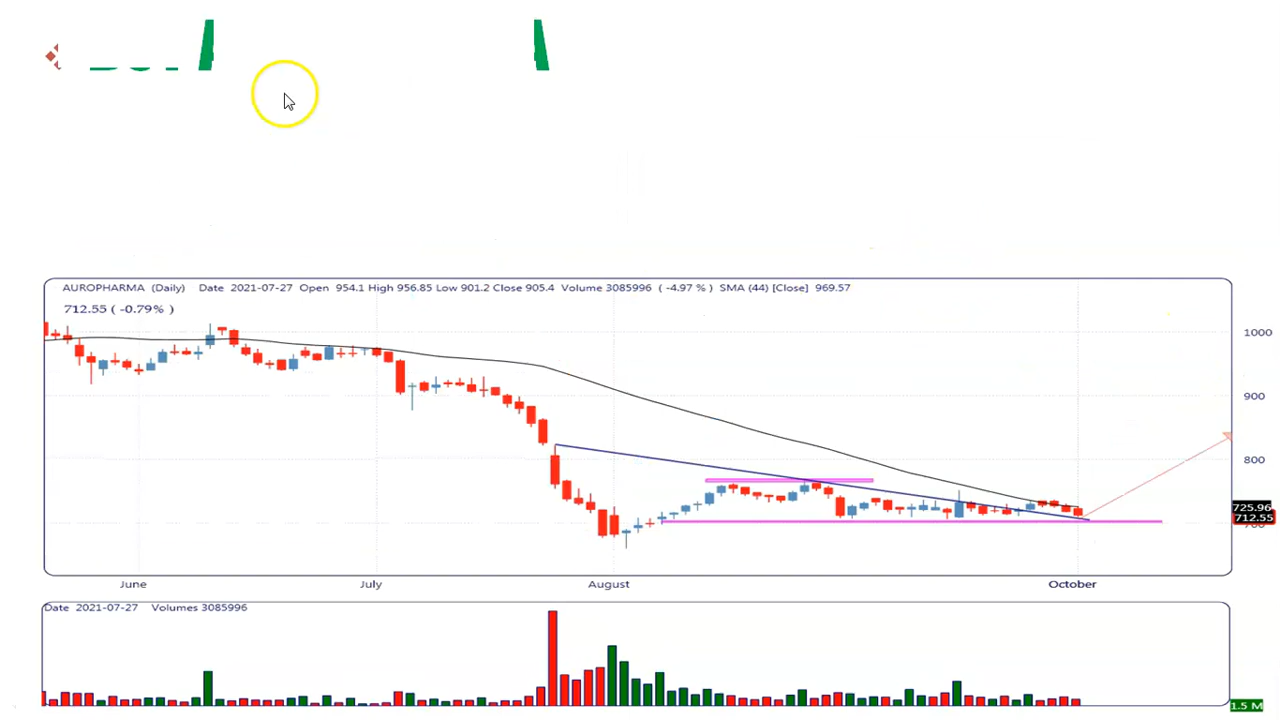 AUROPHARMA (Daily) Date 2021-07-27 Open 954.1 High 956.85 Low 901.2 Close 905.4 Volume 3085996 ( -4.97 % ) SMA (44) [Close] 969.57
712.55 ( -0.79% )
1000
900
800
725.96
712.55
June July August October
Date 2021-07-27 Volumes 3085996
1.5 M